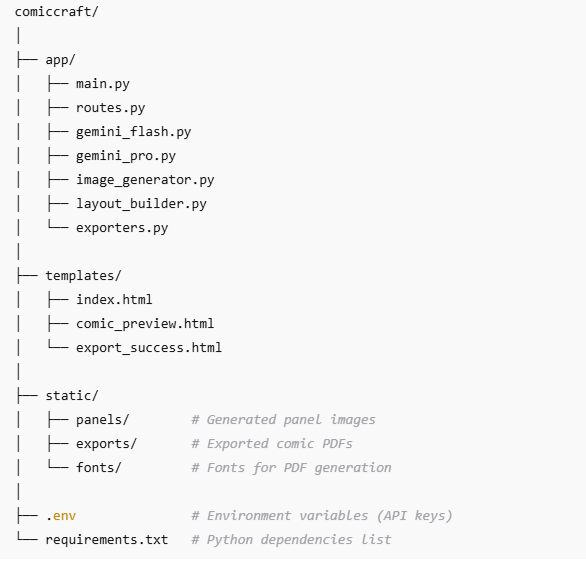 comiccraft/
│
├── app/
│   ├── main.py
│   ├── routes.py
│   ├── gemini_flash.py
│   ├── gemini_pro.py
│   ├── image_generator.py
│   ├── layout_builder.py
│   └── exporters.py
│
├── templates/
│   ├── index.html
│   ├── comic_preview.html
│   └── export_success.html
│
├── static/
│   ├── panels/        # Generated panel images
│   ├── exports/       # Exported comic PDFs
│   └── fonts/         # Fonts for PDF generation
│
├── .env               # Environment variables (API keys)
└── requirements.txt   # Python dependencies list